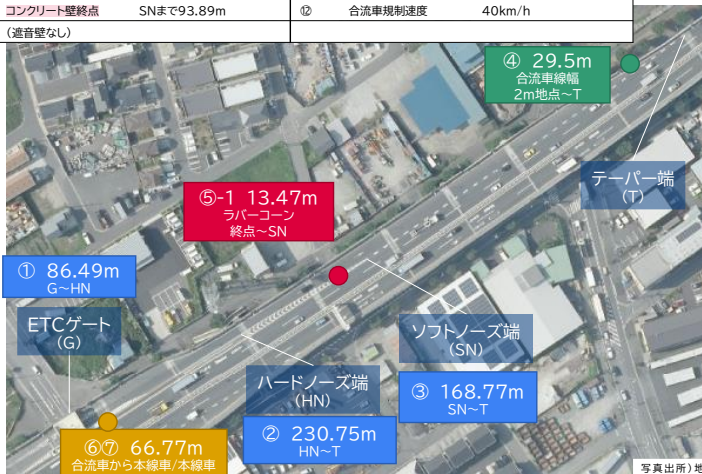 コンクリート壁終点 SNまで93.89m ⑫ 合流車規制速度 40km/h
(遮音壁なし)
④ 29.5m
合流車線幅
2m地点~T
テーパー端
(T)
⑤-1 13.47m
ラバーコーン
終点~SN
① 86.49m
G~HN
ETCゲート
(G)
ソフトノーズ端
(SN)
ハードノーズ端
(HN)
③ 168.77m
SN~T
② 230.75m
HN~T
⑥⑦ 66.77m
合流車から本線車/本線車
写真出所)地